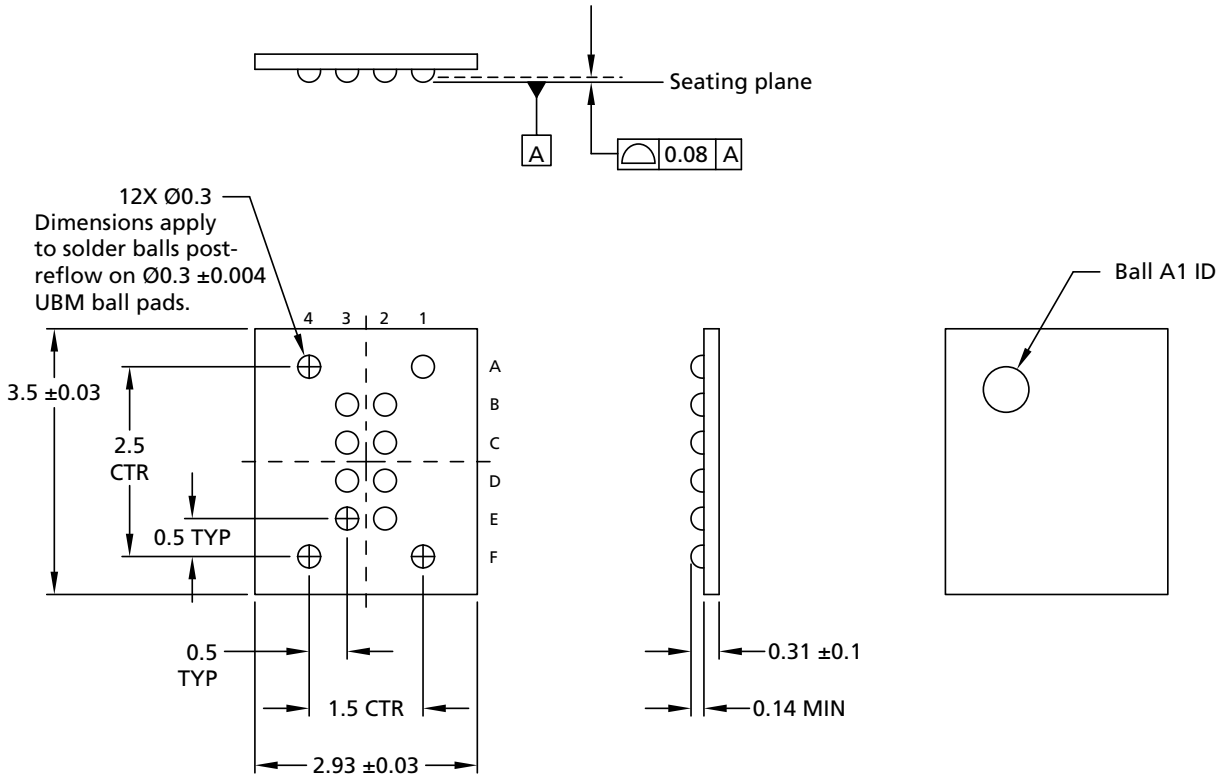 Seating plane
A
0.08 A
12X Ø0.3
Dimensions apply
to solder balls post-
reflow on Ø0.3 ±0.004
UBM ball pads.
Ball A1 ID
4 3 2 1
A
B
C
D
E
F
3.5 ±0.03
2.5
CTR
0.5 TYP
0.5
TYP
1.5 CTR
2.93 ±0.03
0.31 ±0.1
0.14 MIN